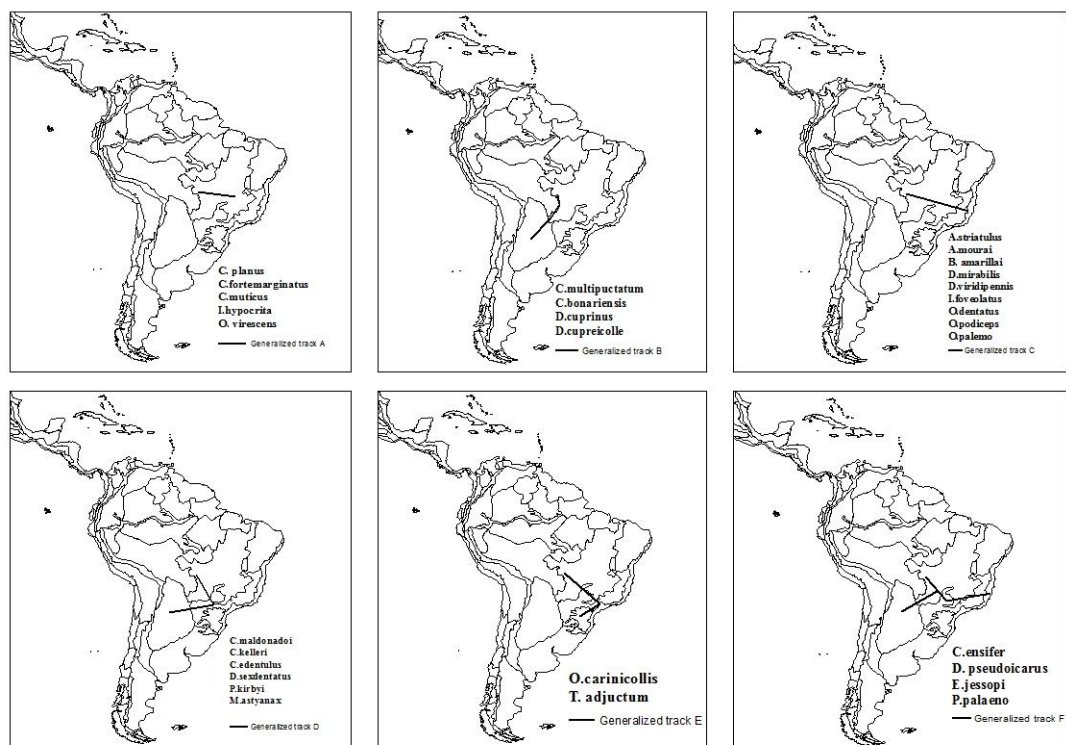 C. planus
C.fortemarginatus
C.muticus
I.hypocrita
O. virescens
Generalized track A
C.multipuctatum
C.bonariensis
D.cuprinus
D.cupreicolle
Generalized track B
A.striatulus
A.mourai
B. amarillai
D.mirabilis
D.viridipennis
I.foveolatus
O.dentatus
O.podiceps
O.palemo
Generalized track C
C.maldonadoi
C.kelleri
C.edentulus
D.sexdentatus
P.kirbyi
M.astyanax
Generalized track D
O.carinicollis
T. adjuctum
Generalized track E
C.ensifer
D. pseudoicarus
E.jessopi
P.palaeno
Generalized track F